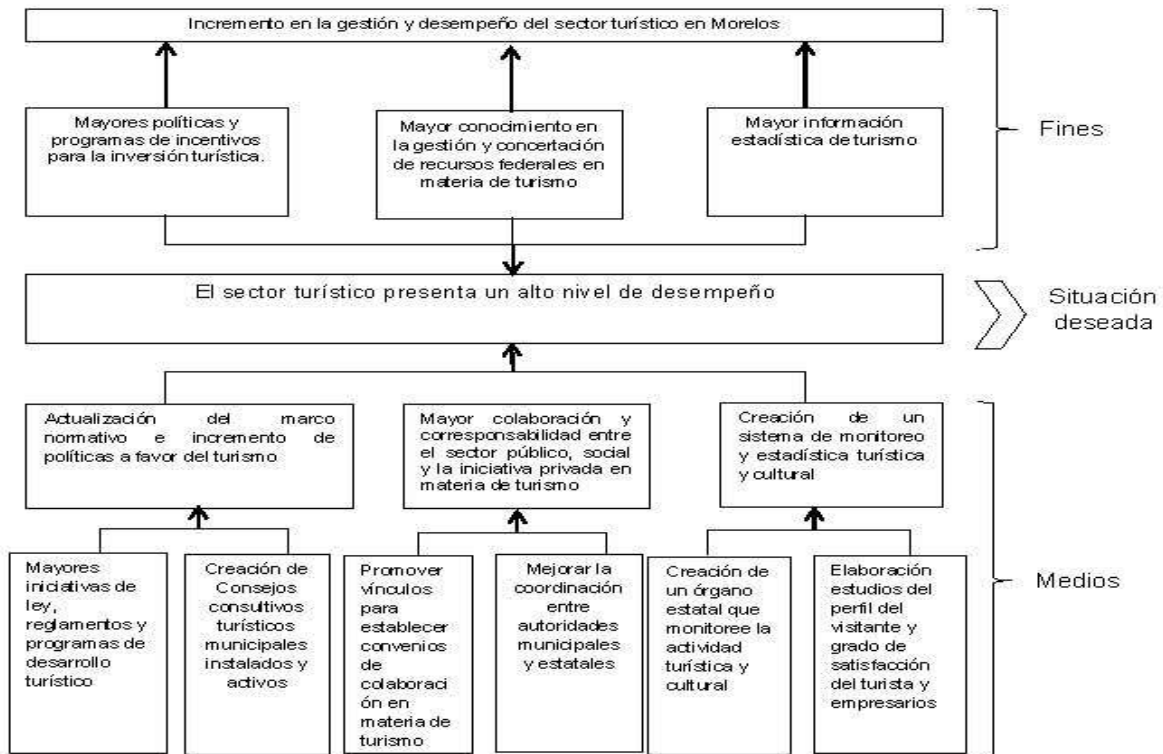 Incremento en la gestión y desempeño del sector turístico en Morelos
Mayores políticas y
programas de incentivos
para la inversión turística.
Mayor conocimiento en
la gestión y concertación
de recursos federales en
materia de turismo
Mayor información
estadística de turismo
Fines
El sector turístico presenta un alto nivel de desempeño
Situación
deseada
Actualización del marco
normativo e incremento de
políticas a favor del turismo
Mayor colaboración y
corresponsabilidad entre
el sector público, social
y la iniciativa privada en
materia de turismo
Creación de un
sistema de monitoreo
y estadística turística
y cultural
Mayores
iniciativas de
ley,
reglamentos y
programas de
desarrollo
turístico
Creación de
Consejos
consultivos
turísticos
municipales
instalados y
activos
Promover
vínculos
para
establecer
convenios
de
colaboraci
ón en
materia de
turismo
Mejorar la
coordinación
entre
autoridades
municipales
y estatales
Creación de
un órgano
estatal que
monitoree la
actividad
turística y
cultural
Elaboración
estudios del
perfil del
visitante y
grado de
satisfacción
del turista y
empresarios
Medios